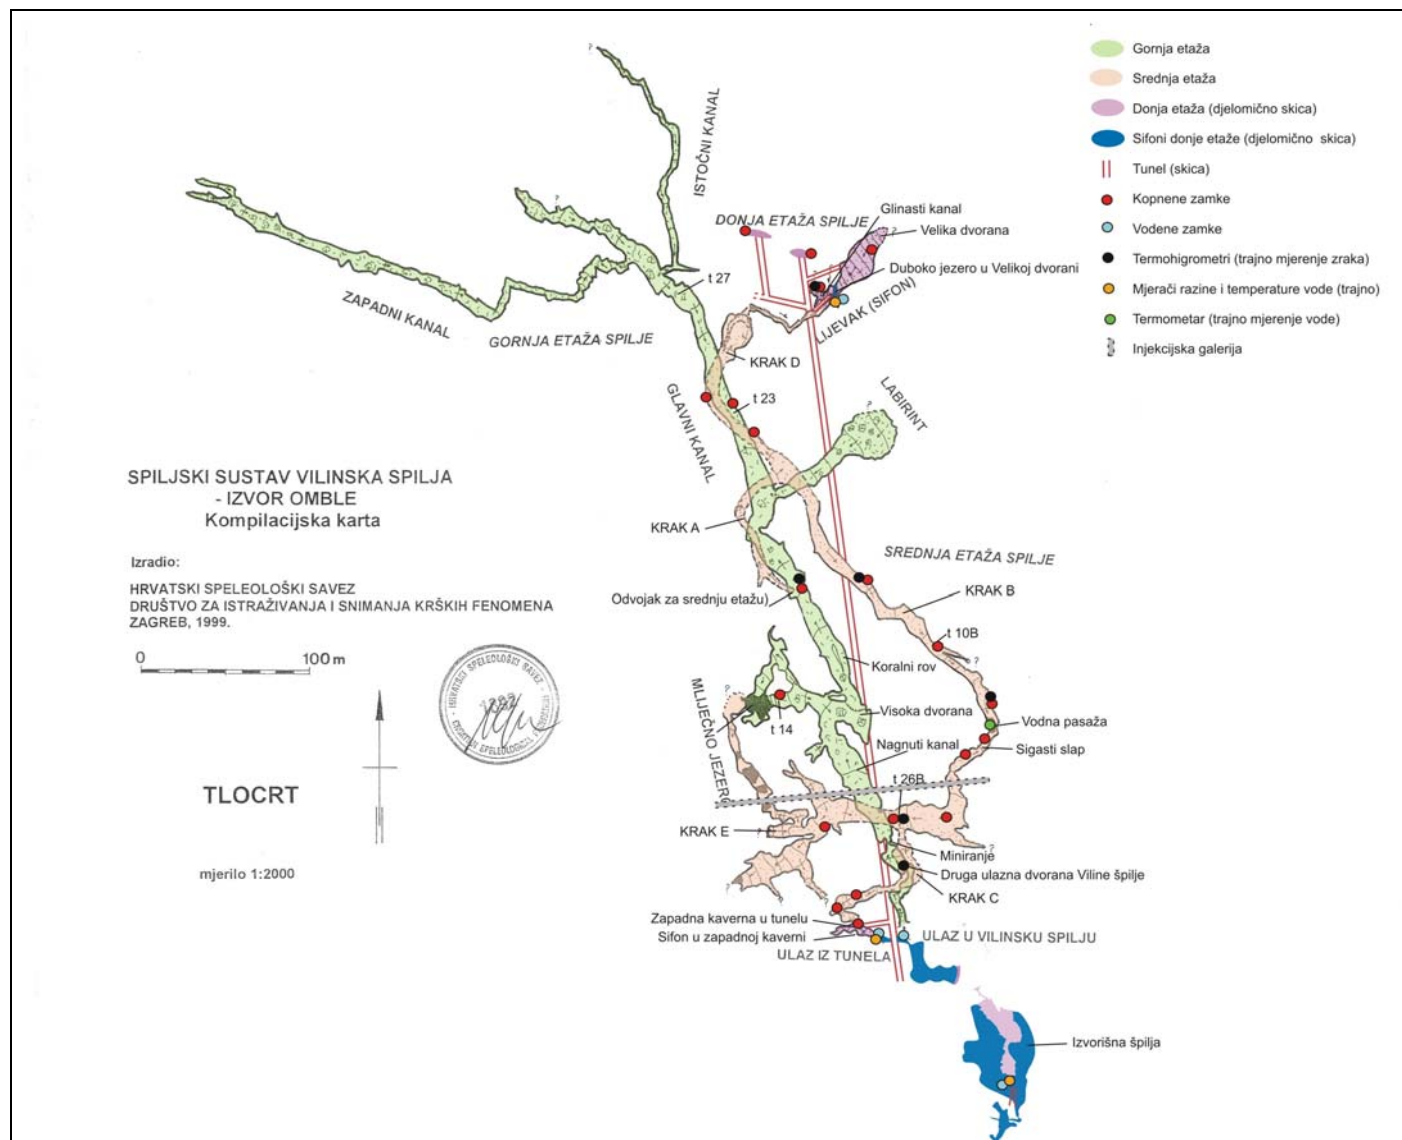 Gornja etaža
Srednja etaža
Donja etaža (djelomično skica)
Sifoni donje etaže (djelomično skica)
Tunel (skica)
Kopnene zamke
Vodene zamke
Termohigrometri (trajno mjerenje zraka)
Mjerači razine i temperature vode (trajno)
Termometar (trajno mjerenje vode)
Injekcijska galerija
ISTOČNI KANAL
DONJA ETAŽA SPILJE
Glinasti kanal
Velika dvorana
Duboko jezero u Velikoj dvorani
LIJEVAK (SIFON)
t 27
ZAPADNI KANAL
GORNJA ETAŽA SPILJE
KRAK D
GLAVNI KANAL
t 23
LABIRINT
SPILJSKI SUSTAV VILINSKA SPILJA
- IZVOR OMBLE
Kompilacijska karta
KRAK A
SREDNJA ETAŽA SPILJE
Izradio:
HRVATSKI SPELEOLOŠKI SAVEZ
DRUŠTVO ZA ISTRAŽIVANJA I SNIMANJA KRŠKIH FENOMENA
ZAGREB, 1999.
Odvojak za srednju etažu)
KRAK B
t 10B
0 100 m
HRVATSKI SPELEOLOŠKI SAVEZ
Koralni rov
MLIJEČNO JEZERO
Visoka dvorana
t 14
Vodna pasaža
Nagnuti kanal
Sigasti slap
t 26B
TLOCRT
KRAK E
Miniranje
Druga ulazna dvorana Viline špilje
KRAK C
mjerilo 1:2000
Zapadna kaverna u tunelu
Sifon u zapadnoj kaverni
ULAZ U VILINSKU SPILJU
ULAZ IZ TUNELA
Izvorišna špilja